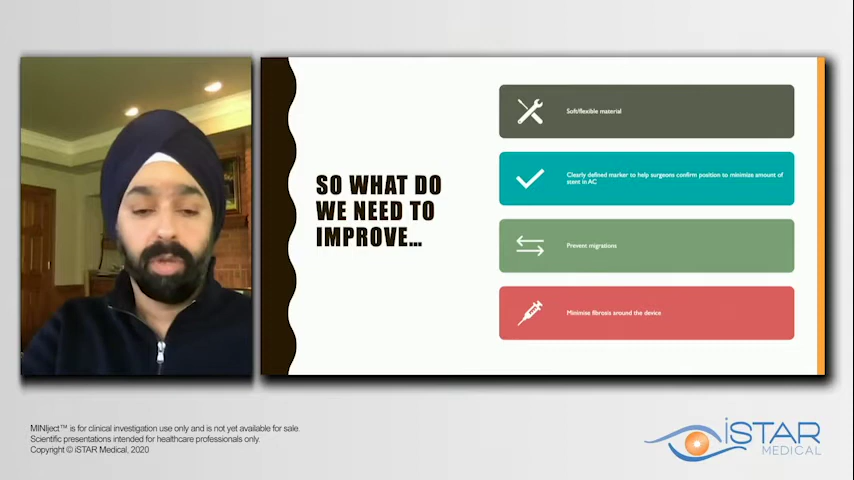 SO WHAT DO
WE NEED TO
IMPROVE...
Soft/flexible material
Clearly defined marker to help surgeons confirm position to minimize amount of
stent in AC
Prevent migrations
Minimise fibrosis around the device
MINIject™ is for clinical investigation use only and is not yet available for sale.
Scientific presentations intended for healthcare professionals only.
Copyright © iSTAR Medical, 2020
iSTAR
MEDICAL